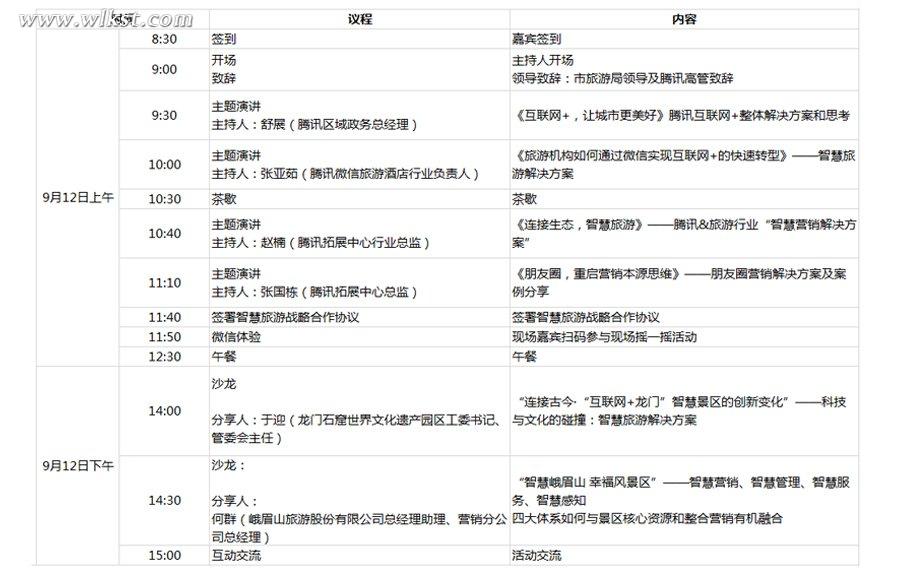 www.wlkst.com
议程 内容
8:30 签到 嘉宾签到
9:00 开场 主持人开场
致辞 领导致辞：市旅游局领导及腾讯高管致辞
9:30 主题演讲
主持人：舒展（腾讯区域政务总经理） 《互联网+，让城市更美好》腾讯互联网+整体解决方案和思考
10:00 主题演讲 《旅游机构如何通过微信实现互联网+的快速转型》——智慧旅
主持人：张亚茹（腾讯微信旅游酒店行业负责人） 游解决方案
9月12日上午
10:30 茶歇 茶歇
10:40 主题演讲 《连接生态，智慧旅游》——腾讯&旅游行业“智慧营销解决方
主持人：赵楠（腾讯拓展中心行业总监） 案”
11:10 主题演讲 《朋友圈，重启营销本源思维》——朋友圈营销解决方案及案
主持人：张国栋（腾讯拓展中心总监） 例分享
11:40 签署智慧旅游战略合作协议 签署智慧旅游战略合作协议
11:50 微信体验 现场嘉宾扫码参与现场摇一摇活动
12:30 午餐 午餐
9月12日下午
14:00 沙龙
分享人：于迎（龙门石窟世界文化遗产园区工委书记、
管委会主任）
“连接古今·“互联网+龙门”智慧景区的创新变化”——科技
与文化的碰撞：智慧旅游解决方案
14:30 沙龙：
分享人：
何群（峨眉山旅游股份有限公司总经理助理、营销分公
司总经理）
“智慧峨眉山 幸福风景区”——智慧营销、智慧管理、智慧服
务、智慧感知
四大体系如何与景区核心资源和整合营销有机融合
15:00 互动交流 活动交流